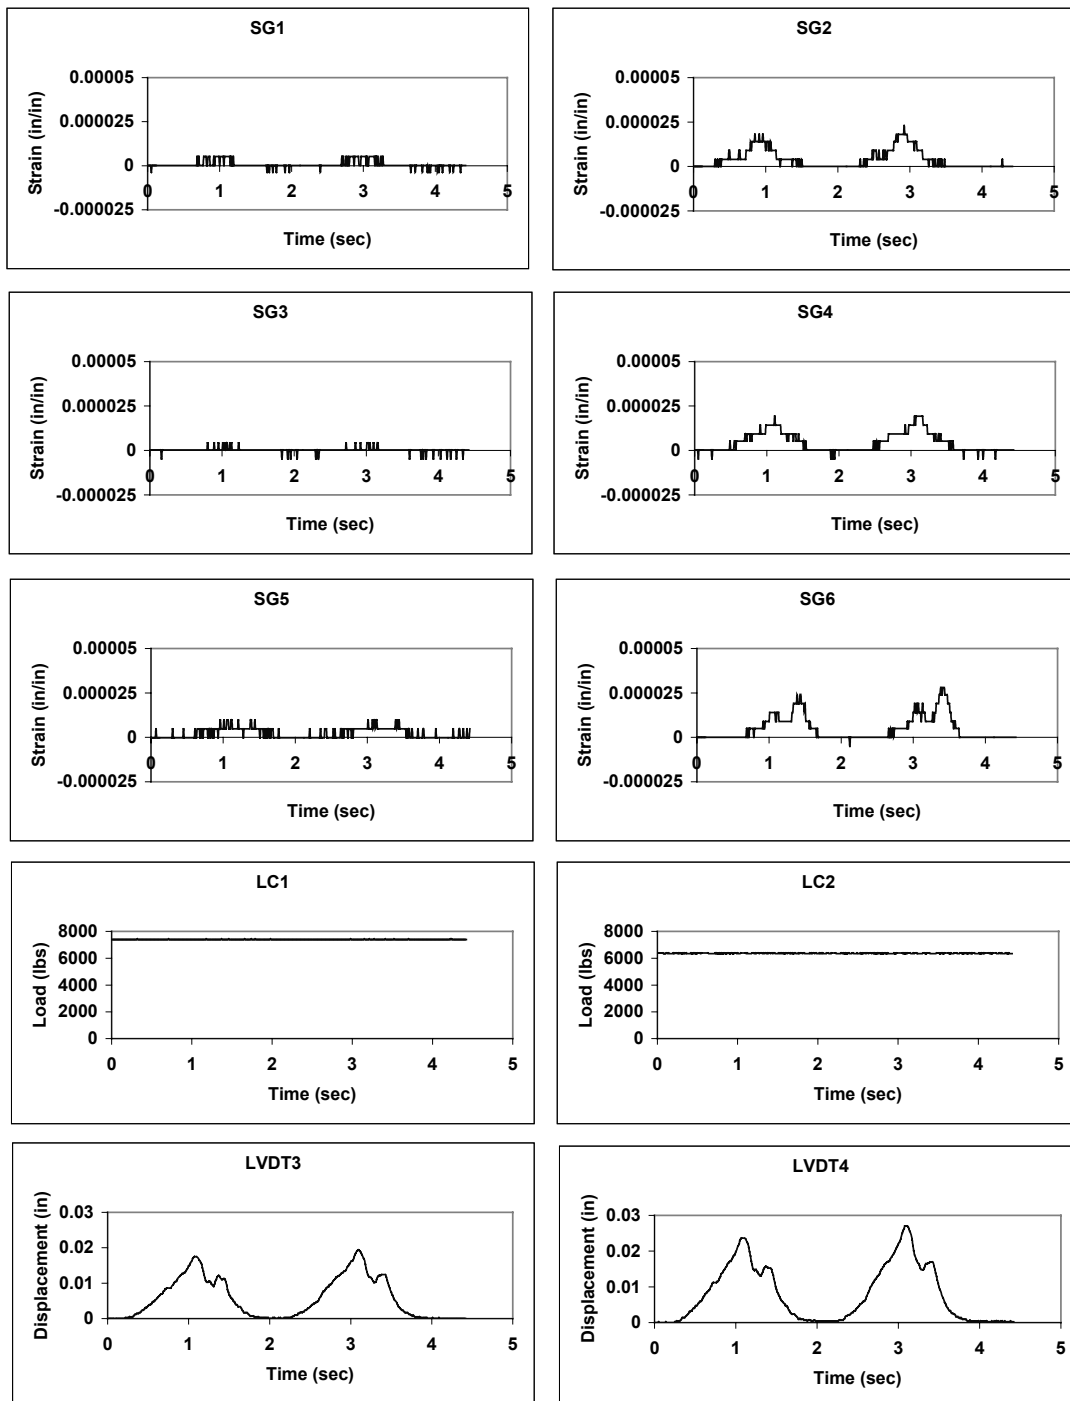 SG1
0.00005
0.000025
0
-0.000025
0 1 2 3 4 5
Strain (in/in)
Time (sec)
SG2
0.00005
0.000025
0
-0.000025
0 1 2 3 4 5
Strain (in/in)
Time (sec)
SG3
0.00005
0.000025
0
-0.000025
0 1 2 3 4 5
Strain (in/in)
Time (sec)
SG4
0.00005
0.000025
0
-0.000025
0 1 2 3 4 5
Strain (in/in)
Time (sec)
SG5
0.00005
0.000025
0
-0.000025
0 1 2 3 4 5
Strain (in/in)
Time (sec)
SG6
0.00005
0.000025
0
-0.000025
0 1 2 3 4 5
Strain (in/in)
Time (sec)
LC1
8000
6000
4000
2000
0
0 1 2 3 4 5
Load (lbs)
Time (sec)
LC2
8000
6000
4000
2000
0
0 1 2 3 4 5
Load (lbs)
Time (sec)
LVDT3
0.03
0.02
0.01
0
0 1 2 3 4 5
Displacement (in)
Time (sec)
LVDT4
0.03
0.02
0.01
0
0 1 2 3 4 5
Displacement (in)
Time (sec)